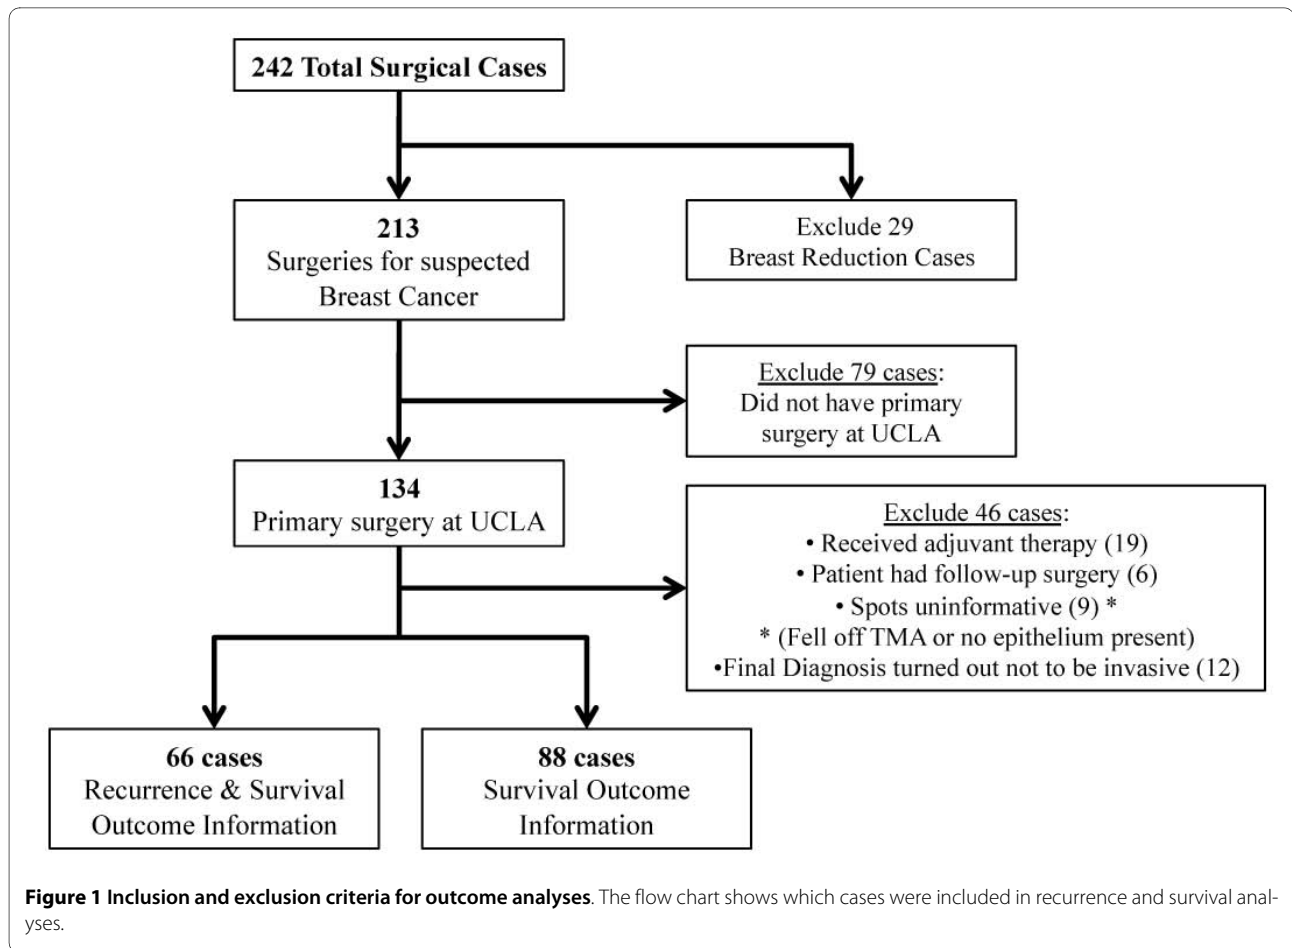 242 Total Surgical Cases
213
Surgeries for suspected
Breast Cancer
Exclude 29
Breast Reduction Cases
Exclude 79 cases:
Did not have primary
surgery at UCLA
134
Primary surgery at UCLA
Exclude 46 cases:
• Received adjuvant therapy (19)
• Patient had follow-up surgery (6)
• Spots uninformative (9) *
* (Fell off TMA or no epithelium present)
•Final Diagnosis turned out not to be invasive (12)
66 cases
Recurrence & Survival
Outcome Information
88 cases
Survival Outcome
Information
Figure 1 Inclusion and exclusion criteria for outcome analyses. The flow chart shows which cases were included in recurrence and survival anal-
yses.